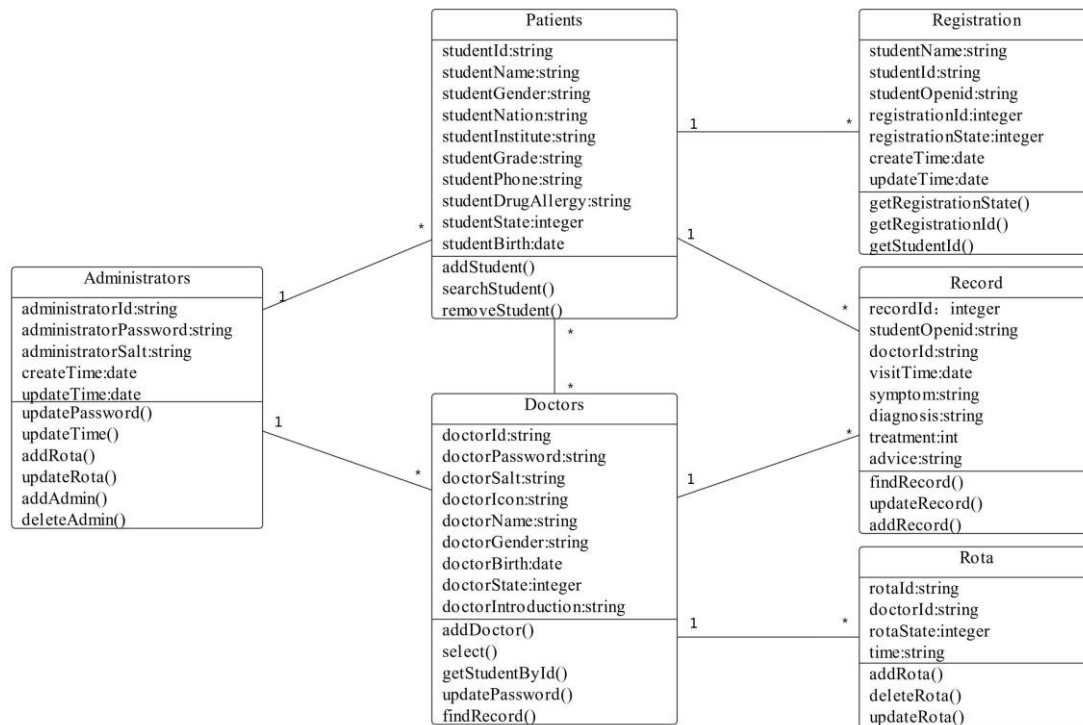 Patients
studentId:string
studentName:string
studentGender:string
studentNation:string
studentInstitute:string
studentGrade:string
studentPhone:string
studentDrugAllergy:string
studentState:integer
studentBirth:date
addStudent()
searchStudent()
removeStudent()
Registration
studentName:string
studentId:string
studentOpenid:string
registrationId:integer
registrationState:integer
createTime:date
updateTime:date
getRegistrationState()
getRegistrationId()
getStudentId()
1
*
1
*
*
1
Administrators
administratorId:string
administratorPassword:string
administratorSalt:string
createTime:date
updateTime:date
updatePassword()
updateTime()
addRota()
updateRota()
addAdmin()
deleteAdmin()
1
*
*
*
Record
recordId：integer
studentOpenid:string
doctorId:string
visitTime:date
symptom:string
diagnosis:string
treatment:int
advice:string
findRecord()
updateRecord()
addRecord()
Doctors
doctorId:string
doctorPassword:string
doctorSalt:string
doctorIcon:string
doctorName:string
doctorGender:string
doctorBirth:date
doctorState:integer
doctorIntroduction:string
addDoctor()
select()
getStudentById()
updatePassword()
findRecord()
1
*
1
*
Rota
rotaId:string
doctorId:string
rotaState:integer
time:string
addRota()
deleteRota()
updateRota()